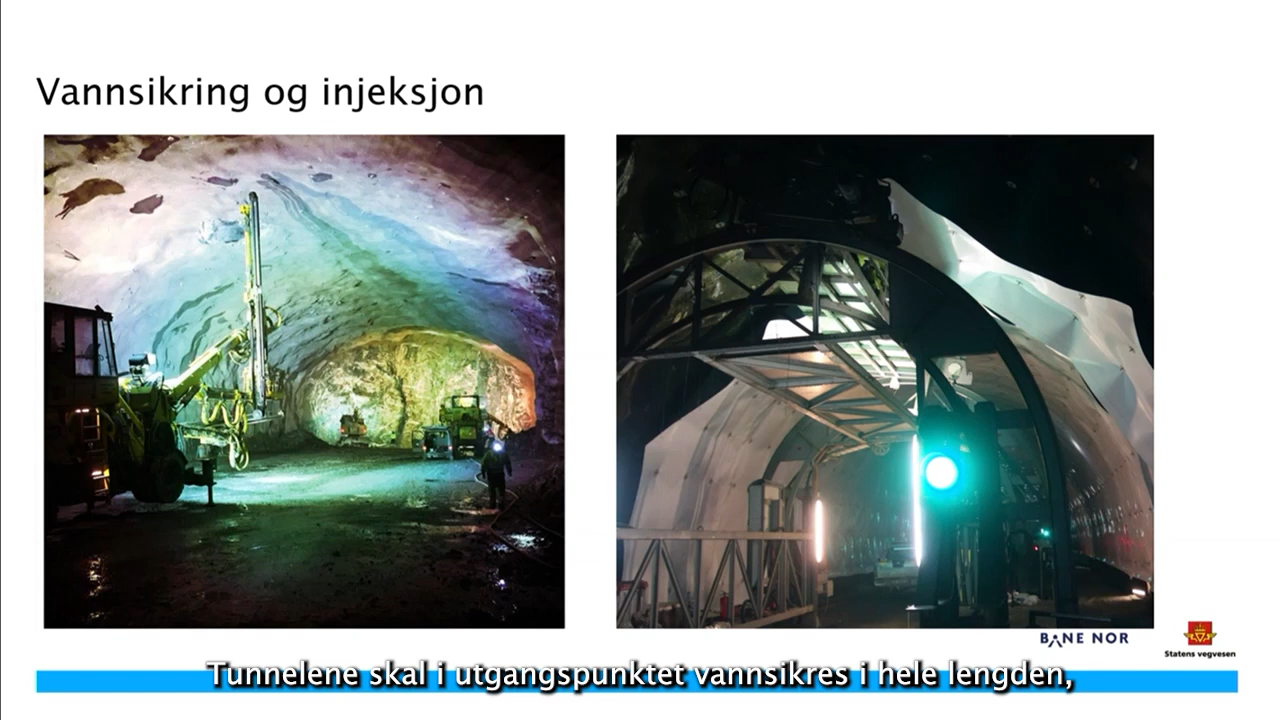 Vannsikring og injeksjon
BANE NOR
Statens vegvesen
Tunnelene skal i utgangspunktet vannsikres i hele lengden,